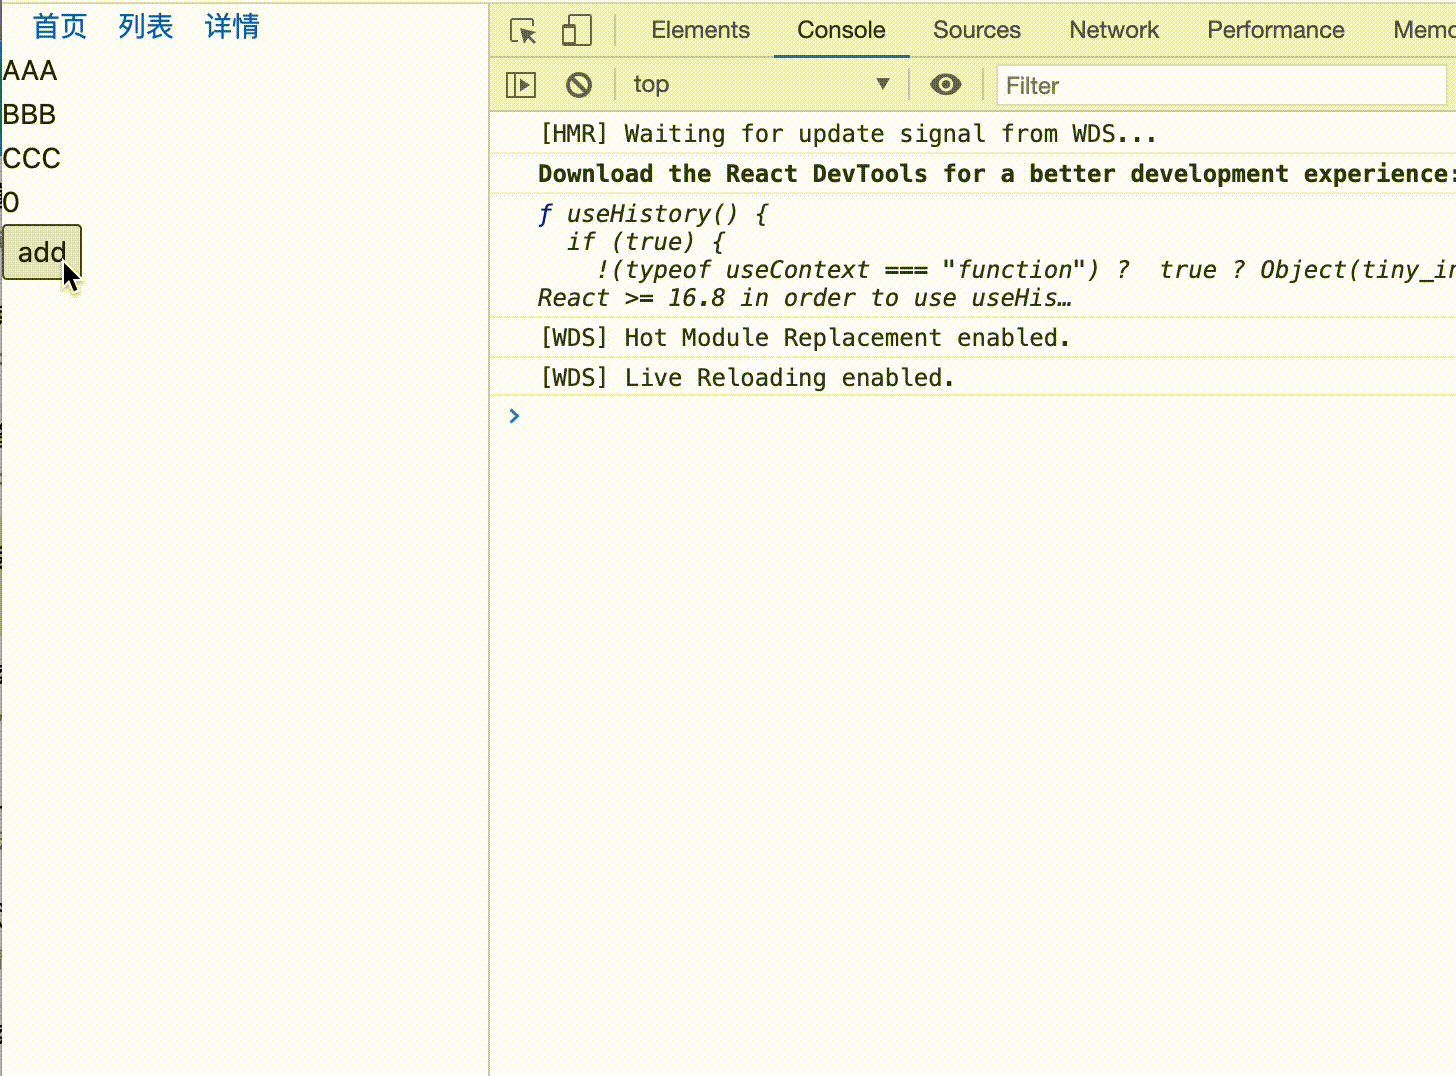 首页 列表 详情
AAA
BBB
CCC
0
add
Elements Console Sources Network Performance Memo
top ▼ Filter
[HMR] Waiting for update signal from WDS...
Download the React DevTools for a better development experience:
ƒ useHistory() {
if (true) {
!(typeof useContext === "function") ? true ? Object(tiny_in
React >= 16.8 in order to use useHis…
[WDS] Hot Module Replacement enabled.
[WDS] Live Reloading enabled.
>